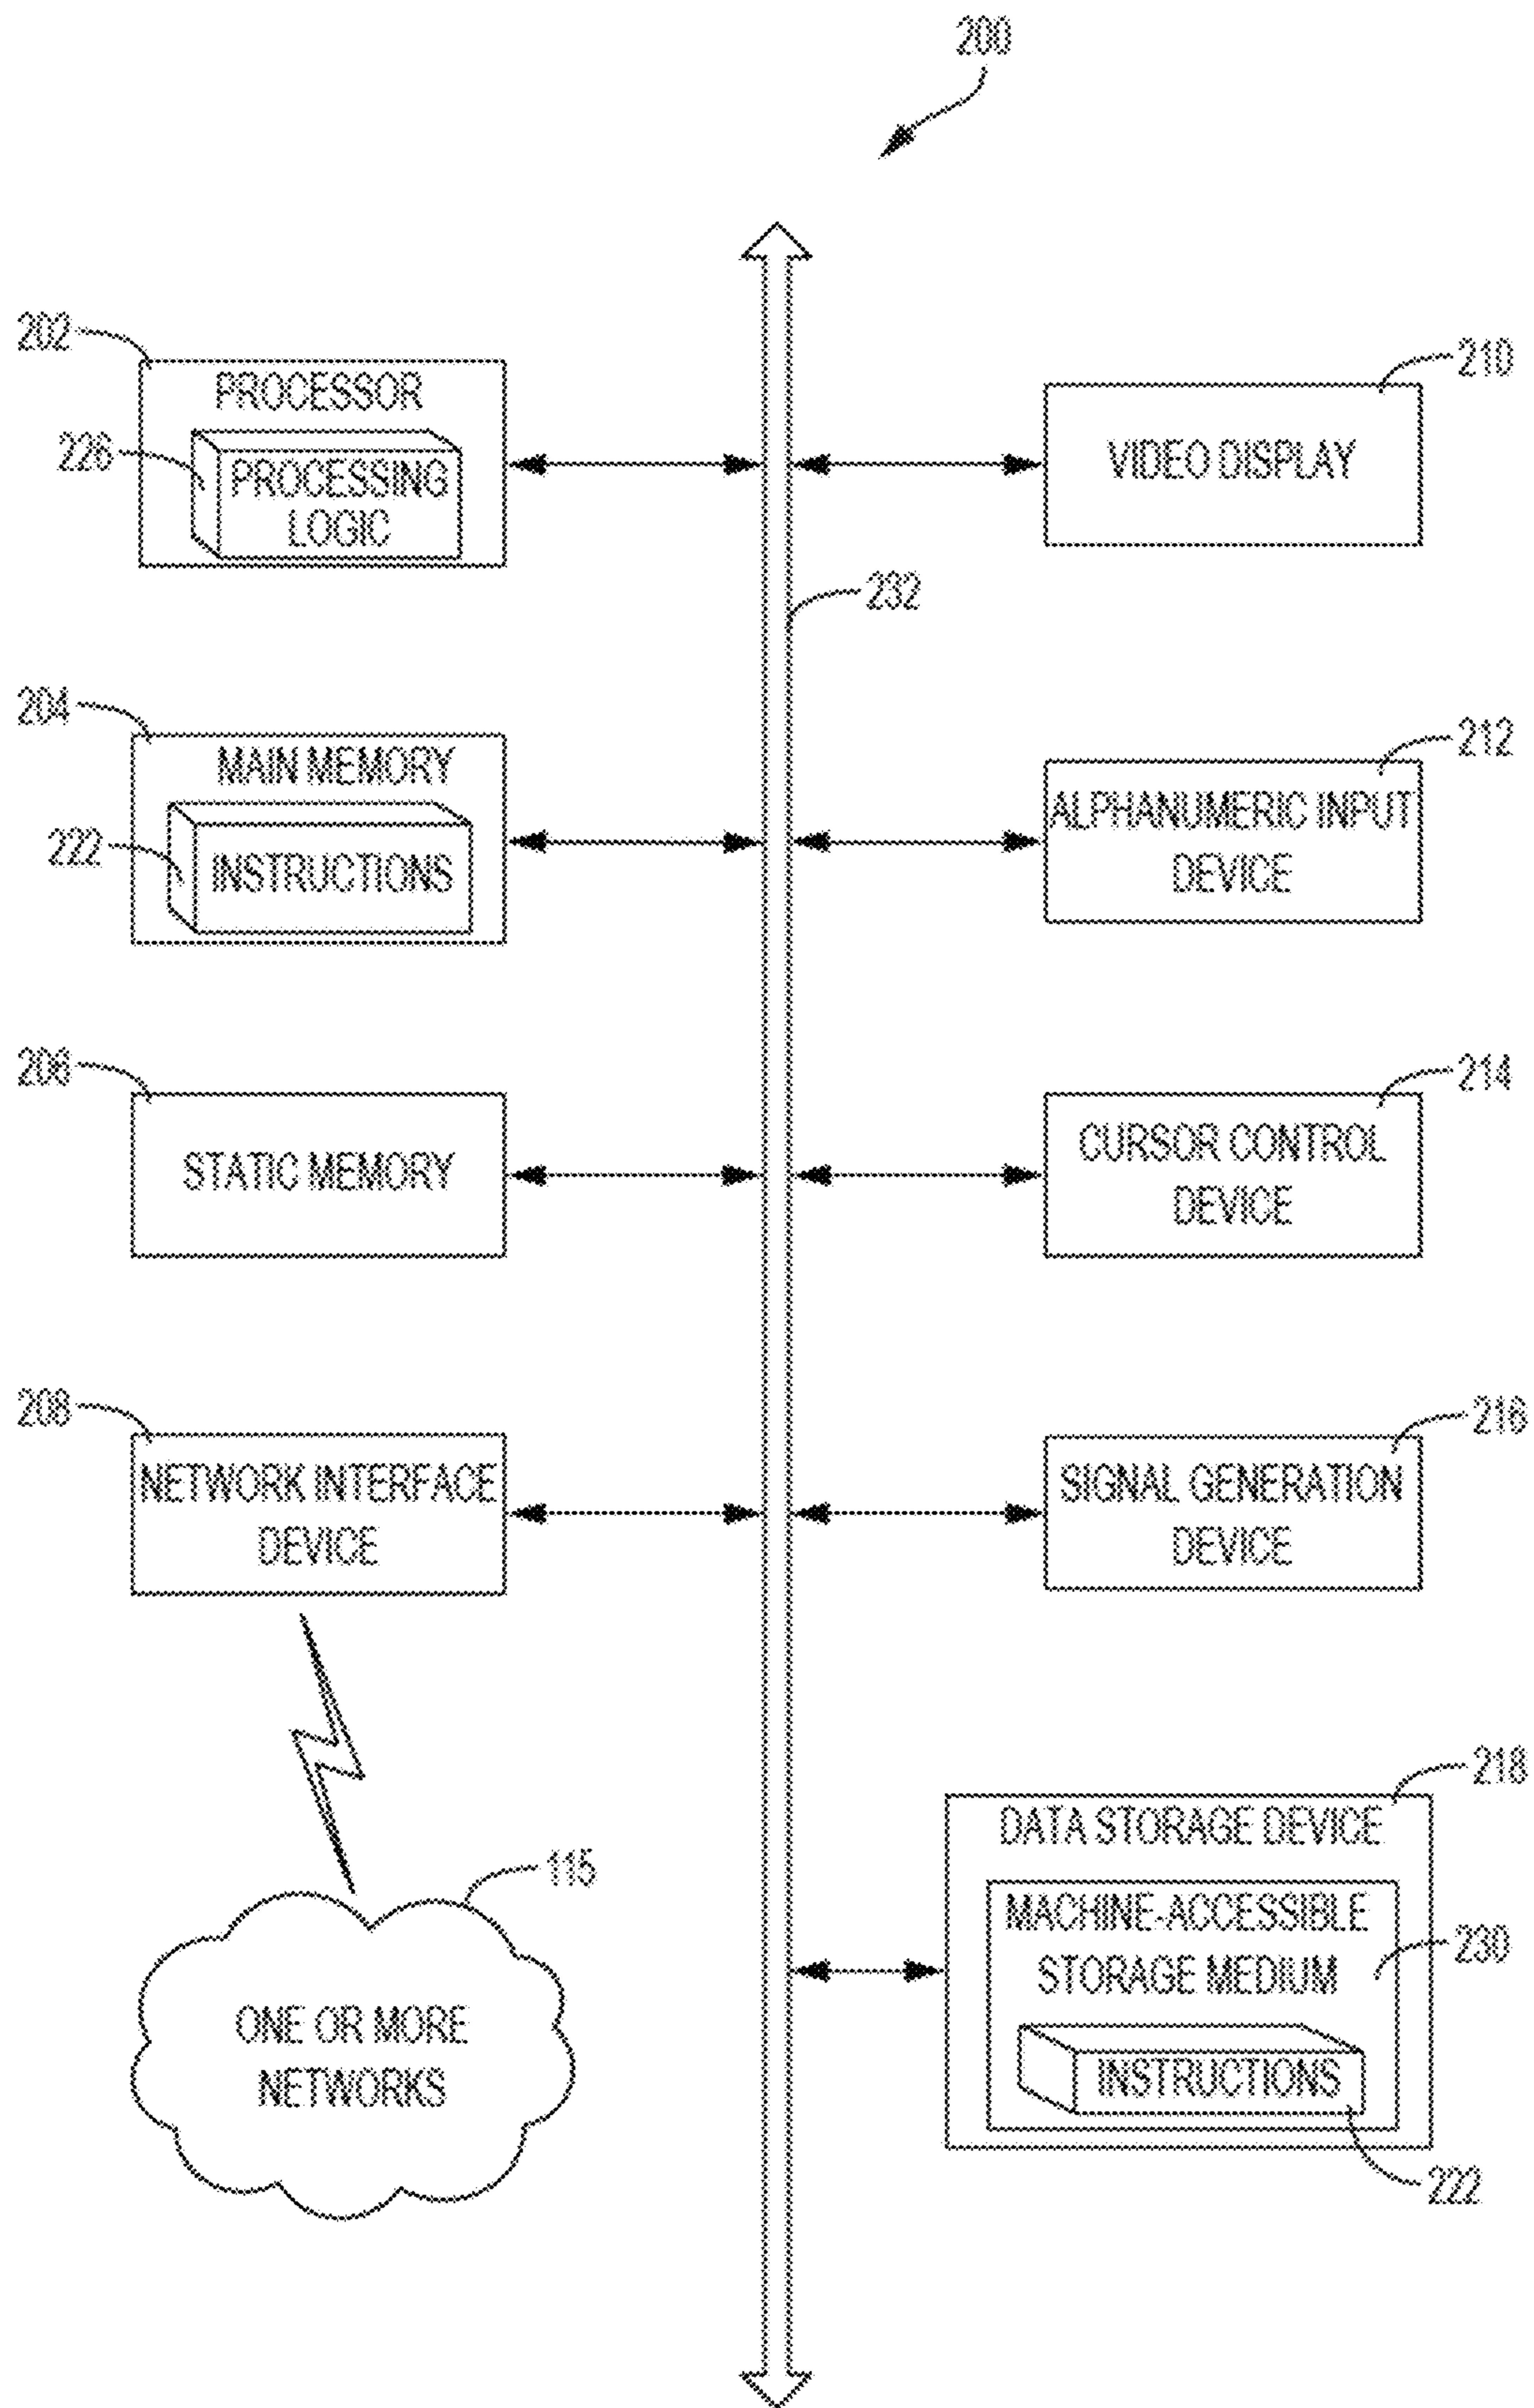 200
202
PROCESSOR
226
PROCESSING
LOGIC
210
VIDEO DISPLAY
232
204
MAIN MEMORY
222
INSTRUCTIONS
212
ALPHANUMERIC INPUT
DEVICE
206
STATIC MEMORY
214
CURSOR CONTROL
DEVICE
208
NETWORK INTERFACE
DEVICE
216
SIGNAL GENERATION
DEVICE
115
ONE OR MORE
NETWORKS
218
DATA STORAGE DEVICE
MACHINE-ACCESSIBLE
STORAGE MEDIUM
230
INSTRUCTIONS
222